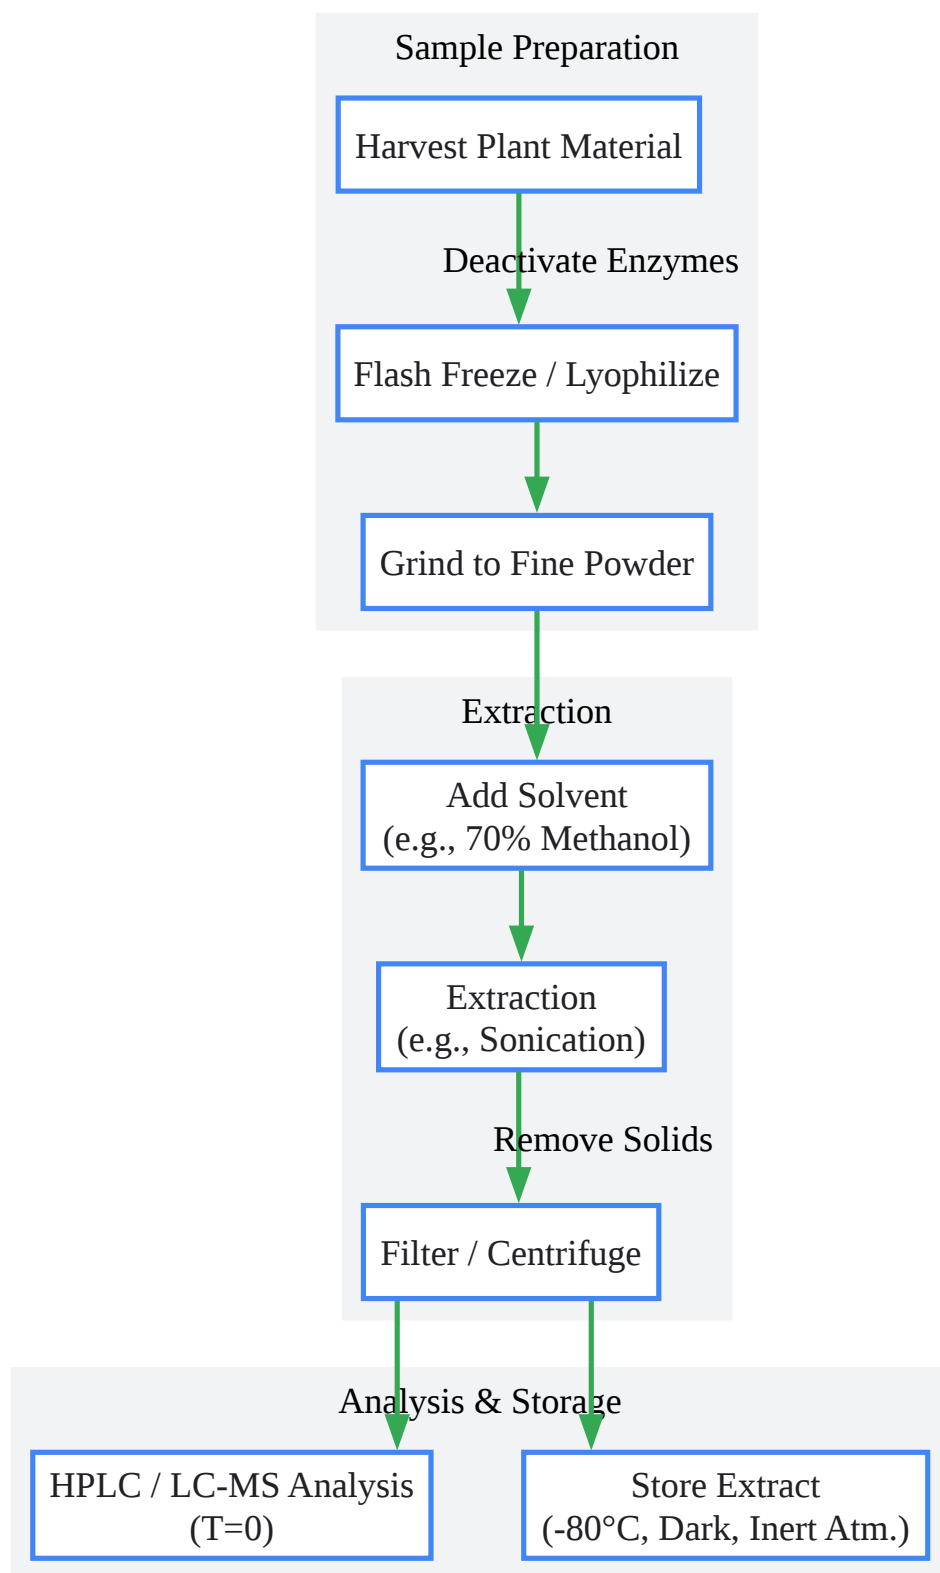 Sample Preparation
Harvest Plant Material
Deactivate Enzymes
Flash Freeze / Lyophilize
Grind to Fine Powder
Extraction
Add Solvent
(e.g., 70% Methanol)
Extraction
(e.g., Sonication)
Remove Solids
Filter / Centrifuge
Analysis & Storage
HPLC / LC-MS Analysis
(T=0)
Store Extract
(-80°C, Dark, Inert Atm.)